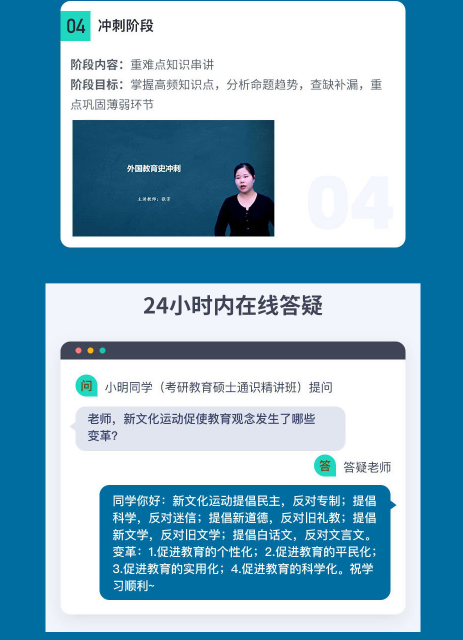 04 冲刺阶段
阶段内容：重难点知识串讲
阶段目标：掌握高频知识点，分析命题趋势，查缺补漏，重
点巩固薄弱环节
外国教育史冲刺
主讲教师：
04
24小时内在线答疑
问 小明同学（考研教育硕士通识精讲班）提问
老师，新文化运动促使教育观念发生了哪些
变革？
答 答疑老师
同学你好：新文化运动提倡民主，反对专制；提倡
科学，反对迷信；提倡新道德，反对旧礼教；提倡
新文学，反对旧文学；提倡白话文，反对文言文。
变革：1.促进教育的个性化；2.促进教育的平民化；
3.促进教育的实用化；4.促进教育的科学化。祝学
习顺利~